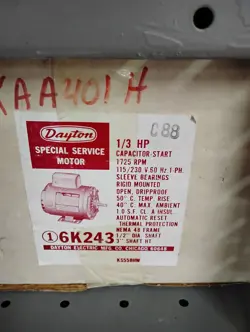 XAA401H
C88
Dayton
SPECIAL SERVICE
MOTOR
1/3 HP
CAPACITOR-START
1725 RPM
115/230 V 60 Hz 1-PH.
SLEEVE BEARINGS
RIGID MOUNTED
OPEN, DRIPPROOF
50°C. TEMP. RISE
40°C. MAX. AMBIENT
1.0 S.F. CL. A INSUL.
AUTOMATIC RESET
THERMAL PROTECTION
NEMA 48 FRAME
1/2" DIA SHAFT
3" SHAFT HT
1 6K243
DAYTON ELECTRIC MFG. CO. CHICAGO 60648